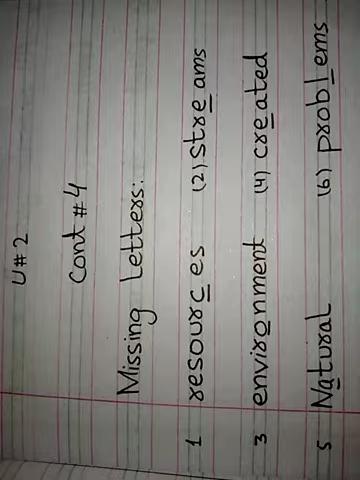 U#2
Cont #4
Missing Letters:
1 resources (2) streams
3 environment (4) created
5 Natural (6) problems